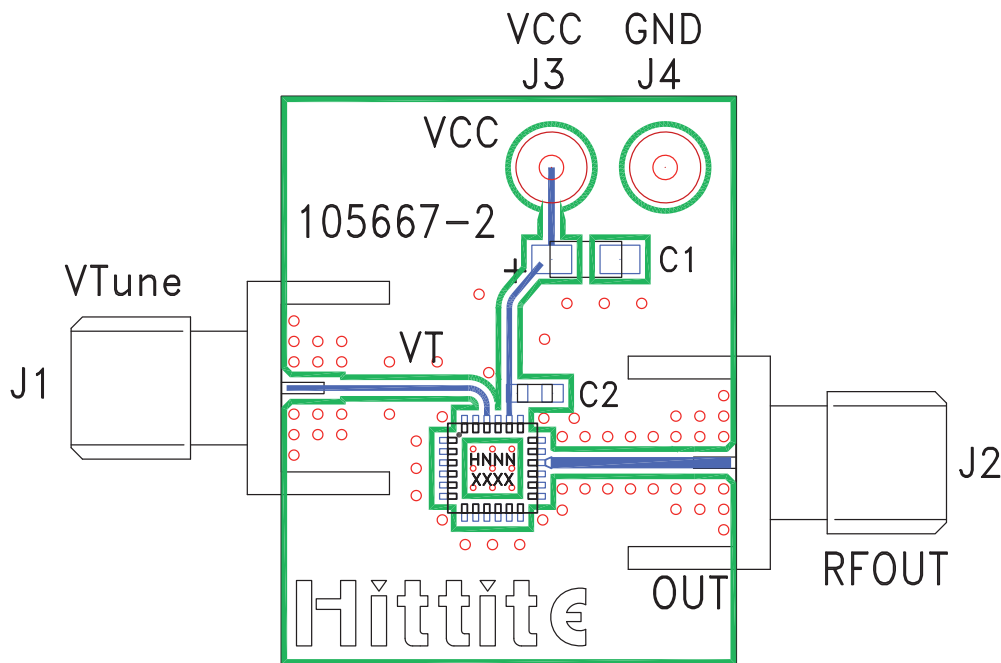 VCC GND
J3 J4
VCC
105667-2
C1
VTune
VT
J1
C2
HNNN
XXXX
J2
RFOUT
OUT
Hittite